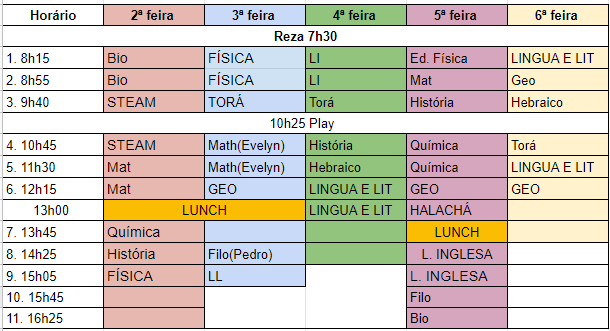 Horário 2ª feira 3ª feira 4ª feira 5ª feira 6ª feira
Reza 7h30
1. 8h15 Bio FÍSICA LI Ed. Física LINGUA E LIT
2. 8h55 Bio FÍSICA LI Mat Geo
3. 9h40 STEAM TORÁ Torá História Hebraico
10h25 Play
4. 10h45 STEAM Math(Evelyn) História Química Torá
5. 11h30 Mat Math(Evelyn) Hebraico Química LINGUA E LIT
6. 12h15 Mat GEO LINGUA E LIT GEO GEO
13h00 LUNCH LINGUA E LIT HALACHÁ
7. 13h45 Química LUNCH
8. 14h25 História Filo(Pedro) L. INGLESA
9. 15h05 FÍSICA LL L. INGLESA
10. 15h45 Filo
11. 16h25 Bio